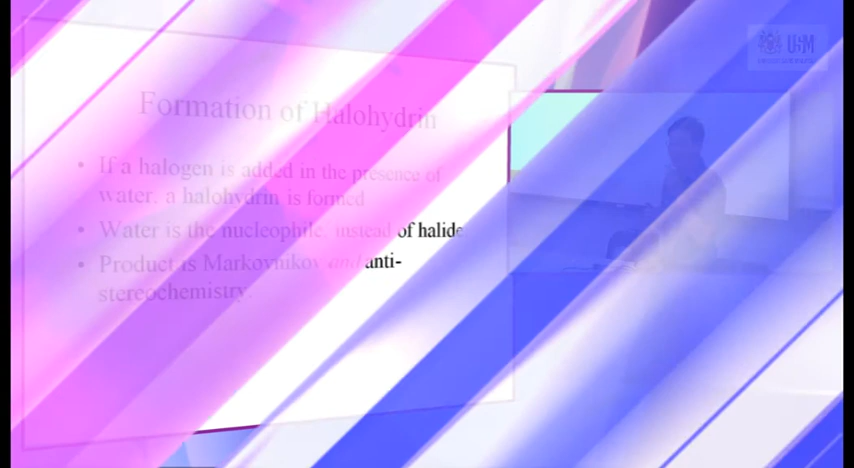 USM
Formation of Halohydrin
• If a halogen is added in the presence of
water, a halohydrin is formed
• Water is the nucleophile, instead of halide
• Product is Markovnikov and anti-
stereochemistry.